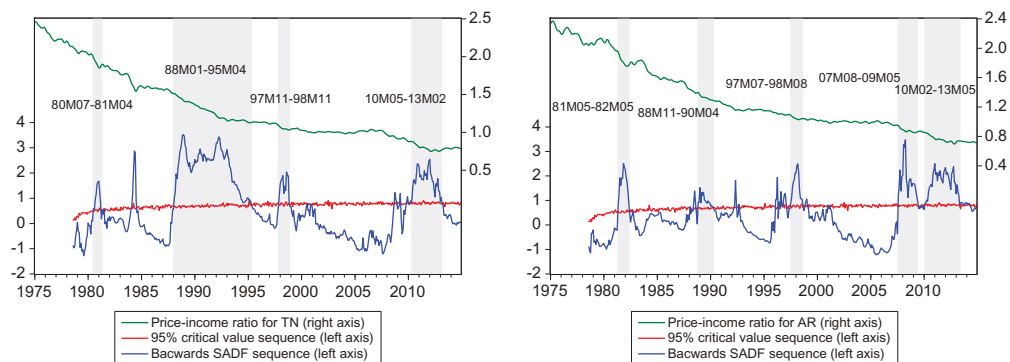 2.5
2.0
1.5
1.0
0.5
4
3
2
1
0
-1
-2
88M01-95M04
80M07-81M04
97M11-98M11
10M05-13M02
1975 1980 1985 1990 1995 2000 2005 2010
Price-income ratio for TN (right axis)
95% critical value sequence (left axis)
Bacwards SADF sequence (left axis)
2.4
2.0
1.6
1.2
0.8
0.4
4
3
2
1
0
-1
-2
97M07-98M08
07M08-09M05
10M02-13M05
81M05-82M05
88M11-90M04
1975 1980 1985 1990 1995 2000 2005 2010
Price-income ratio for AR (right axis)
95% critical value sequence (left axis)
Bacwards SADF sequence (left axis)